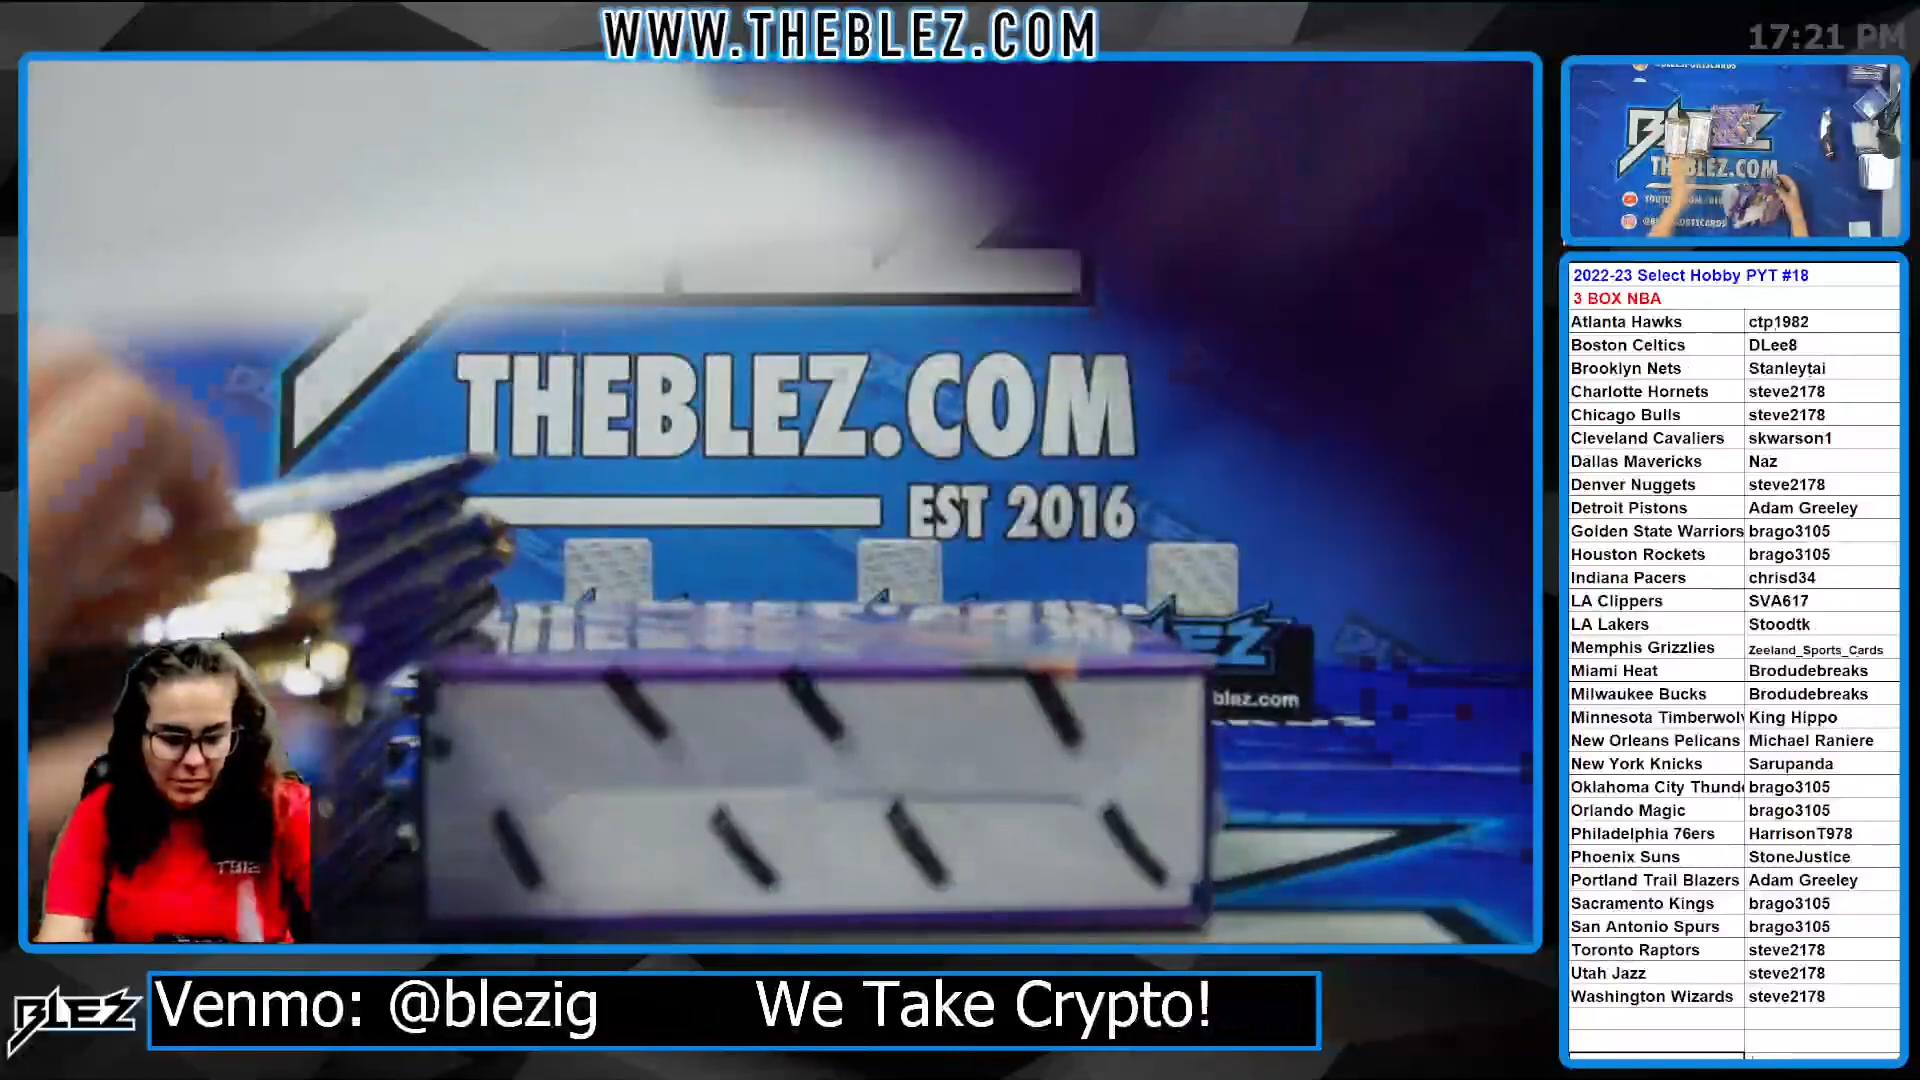 WWW.THEBLEZ.COM
17:21 PM
BLEZ
THEBLEZ.COM
THEBLEZ.COM
EST 2016
blez.com
2022-23 Select Hobby PYT #18
3 BOX NBA
Atlanta Hawks ctp1982
Boston Celtics DLee8
Brooklyn Nets Stanleytai
Charlotte Hornets steve2178
Chicago Bulls steve2178
Cleveland Cavaliers skwarson1
Dallas Mavericks Naz
Denver Nuggets steve2178
Detroit Pistons Adam Greeley
Golden State Warriors brago3105
Houston Rockets brago3105
Indiana Pacers chrisd34
LA Clippers SVA617
LA Lakers Stoodtk
Memphis Grizzlies Zeeland_Sports_Cards
Miami Heat Brodudebreaks
Milwaukee Bucks Brodudebreaks
Minnesota Timberwolv King Hippo
New Orleans Pelicans Michael Raniere
New York Knicks Sarupanda
Oklahoma City Thunde brago3105
Orlando Magic brago3105
Philadelphia 76ers HarrisonT978
Phoenix Suns StoneJustice
Portland Trail Blazers Adam Greeley
Sacramento Kings brago3105
San Antonio Spurs brago3105
Toronto Raptors steve2178
Utah Jazz steve2178
Washington Wizards steve2178
BLEZ
Venmo: @blezig We Take Crypto!